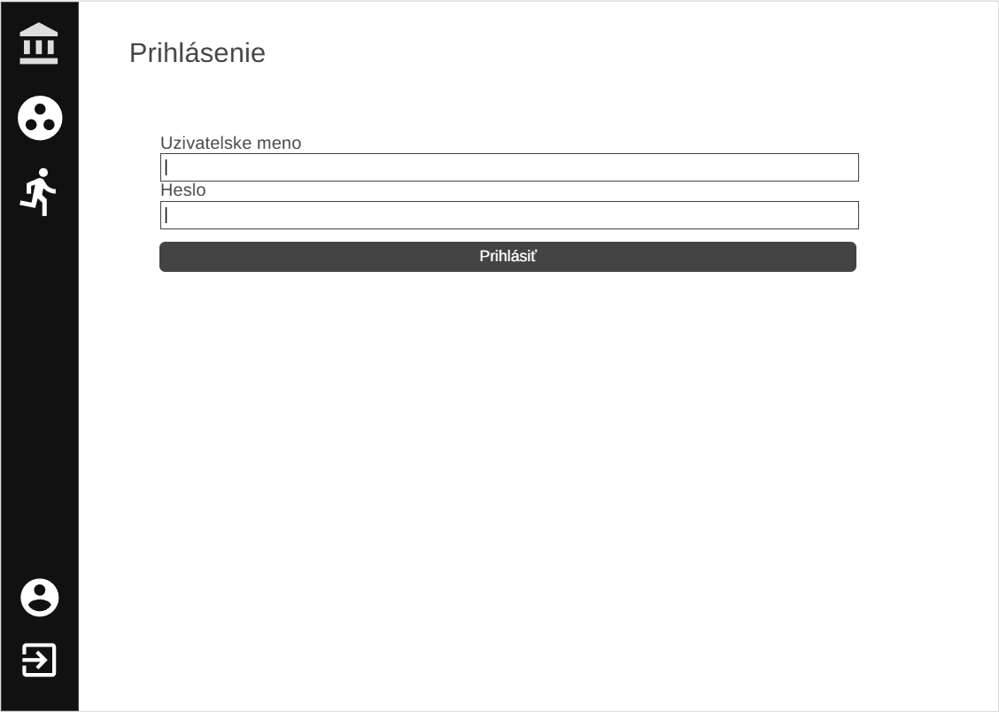 Prihlásenie
Uzivatelske meno
Heslo
Prihlásiť